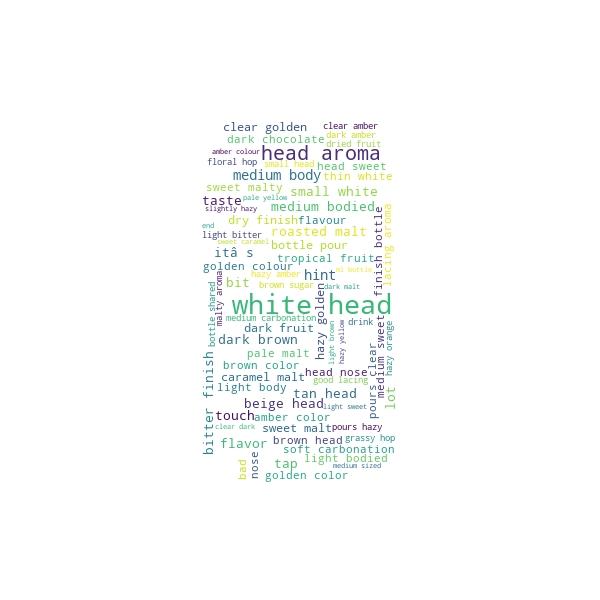 clear golden
clear amber
dark chocolate
dark amber
dried fruit
amber colour
head aroma
floral hop
small head
head sweet
medium body
thin white
sweet malty
small white
taste
pale yellow
medium bodied
slightly hazy
dry finish
flavour
end
light bitter
roasted malt
sweet caramel
bottle pour
itâ s
tropical fruit
golden colour
hazy amber
hint
ml bottle
bit
brown sugar
dark malt
finish bottle
lacing aroma
malty aroma
white head
hazy golden
bottle shared
medium carbonation
dark fruit
drink
dark brown
light brown
hazy yellow
pours clear
medium sweet
hazy orange
pale malt
brown color
head nose
caramel malt
good lacing
bitter finish
light body
tan head
lot
beige head
light sweet
touch
amber color
clear dark
sweet malt
pours hazy
flavor
brown head
grassy hop
soft carbonation
bad
nose
tap
light bodied
medium sized
golden color